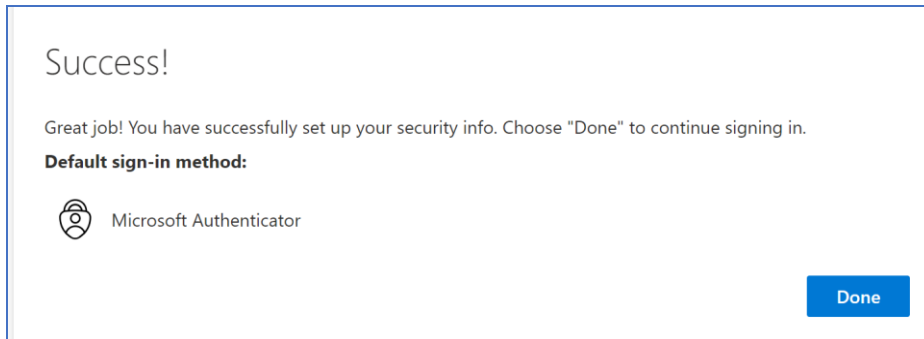 Success!
Great job! You have successfully set up your security info. Choose "Done" to continue signing in.
Default sign-in method:
Microsoft Authenticator
Done